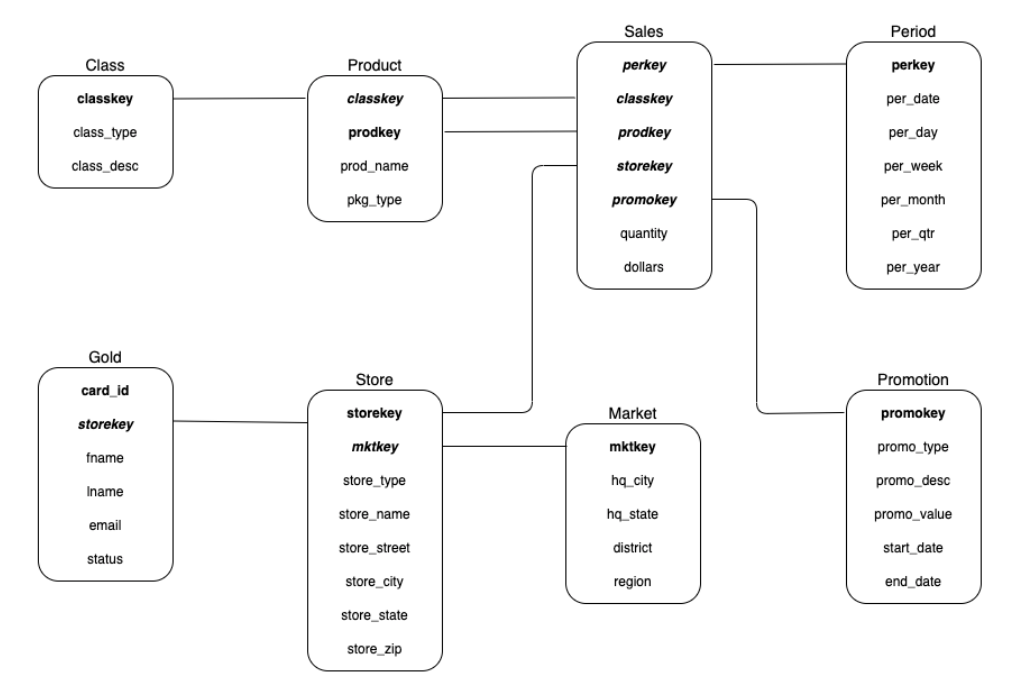 Class
classkey
class_type
class_desc
Product
classkey
prodkey
prod_name
pkg_type
Sales
perkey
classkey
prodkey
storekey
promokey
quantity
dollars
Period
perkey
per_date
per_day
per_week
per_month
per_qtr
per_year
Gold
card_id
storekey
fname
lname
email
status
Store
storekey
mktkey
store_type
store_name
store_street
store_city
store_state
store_zip
Market
mktkey
hq_city
hq_state
district
region
Promotion
promokey
promo_type
promo_desc
promo_value
start_date
end_date